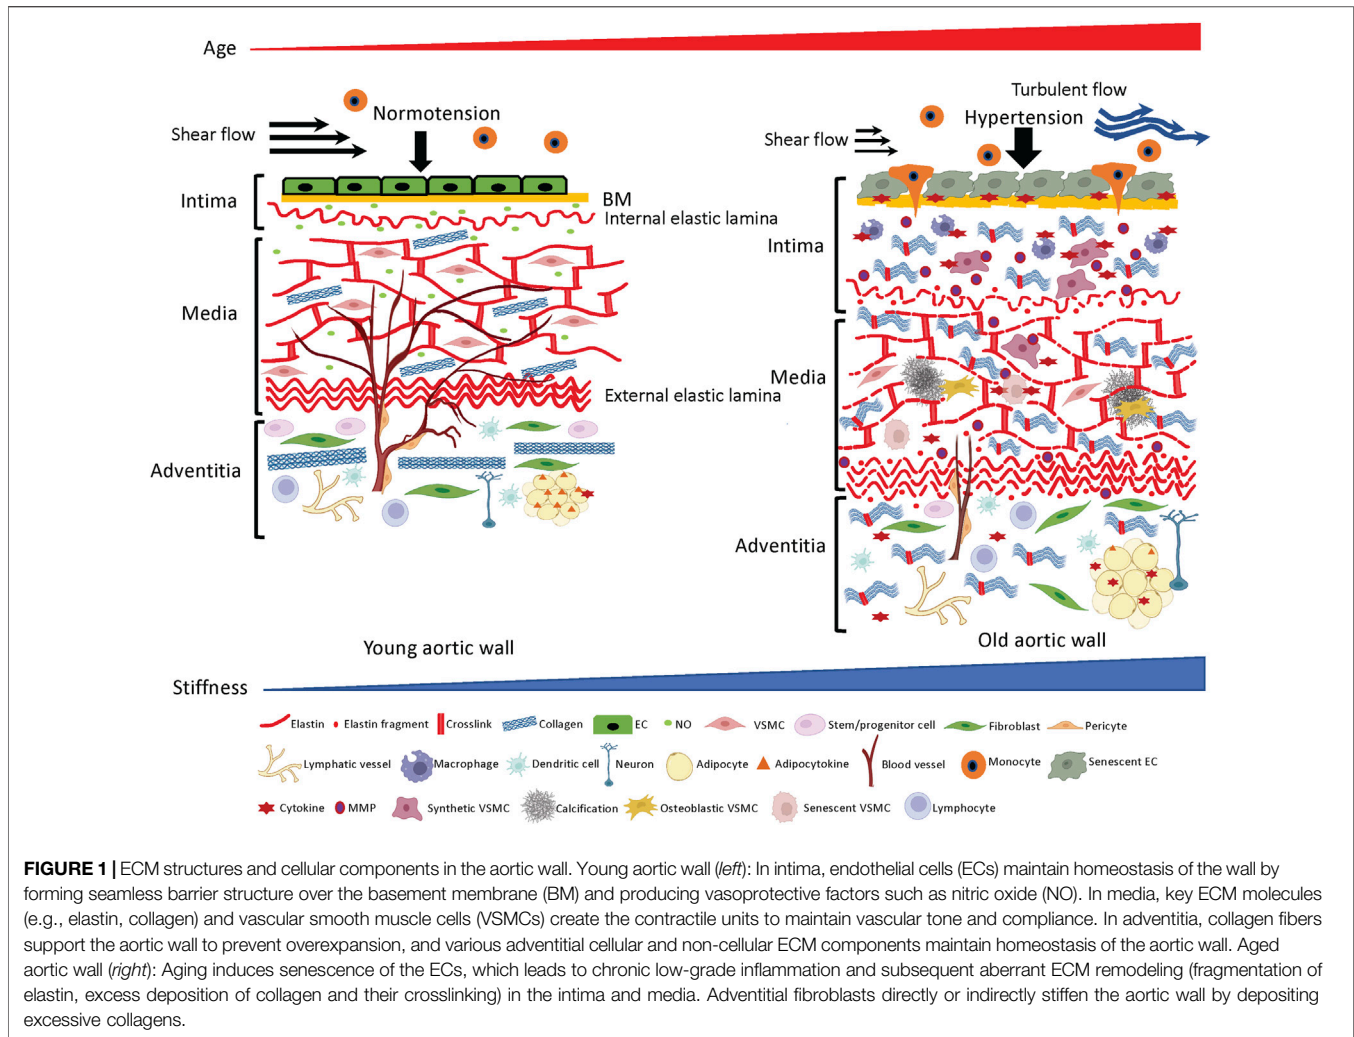 Age
Normotension
Shear flow
Intima
BM
Internal elastic lamina
Media
External elastic lamina
Adventitia
Young aortic wall
Turbulent flow
Hypertension
Shear flow
Intima
Media
Adventitia
Old aortic wall
Stiffness
Elastin Elastin fragment Crosslink Collagen EC NO VSMC Stem/progenitor cell Fibroblast Pericyte
Lymphatic vessel Macrophage Dendritic cell Neuron Adipocyte Adipocytokine Blood vessel Monocyte Senescent EC
Cytokine MMP Synthetic VSMC Calcification Osteoblastic VSMC Senescent VSMC Lymphocyte
FIGURE 1 | ECM structures and cellular components in the aortic wall. Young aortic wall (left): In intima, endothelial cells (ECs) maintain homeostasis of the wall by
forming seamless barrier structure over the basement membrane (BM) and producing vasoprotective factors such as nitric oxide (NO). In media, key ECM molecules
(e.g., elastin, collagen) and vascular smooth muscle cells (VSMCs) create the contractile units to maintain vascular tone and compliance. In adventitia, collagen fibers
support the aortic wall to prevent overexpansion, and various adventitial cellular and non-cellular ECM components maintain homeostasis of the aortic wall. Aged
aortic wall (right): Aging induces senescence of the ECs, which leads to chronic low-grade inflammation and subsequent aberrant ECM remodeling (fragmentation of
elastin, excess deposition of collagen and their crosslinking) in the intima and media. Adventitial fibroblasts directly or indirectly stiffen the aortic wall by depositing
excessive collagens.